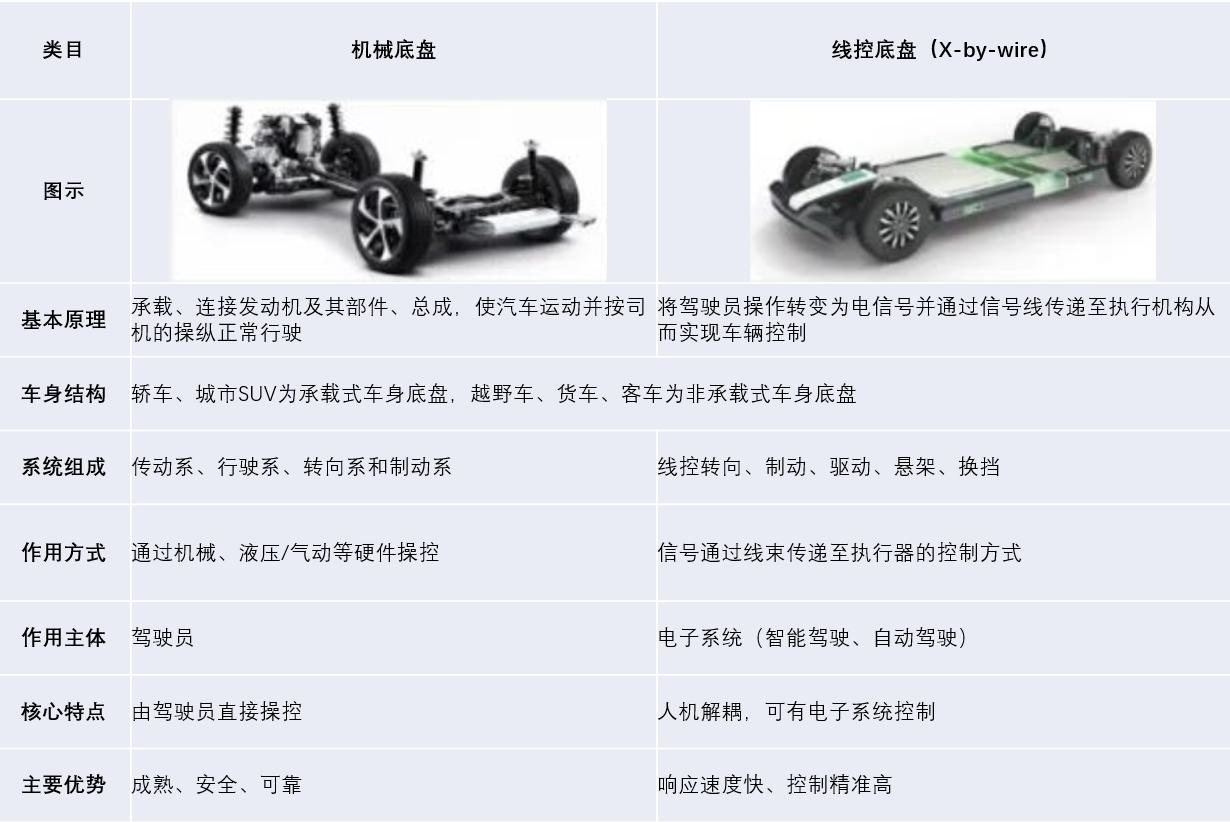 类目
机械底盘
线控底盘（X-by-wire）
图示
基本原理
承载、连接发动机及其部件、总成，使汽车运动并按司
机的操纵正常行驶
将驾驶员操作转变为电信号并通过信号线传递至执行机构从
而实现车辆控制
车身结构
轿车、城市SUV为承载式车身底盘，越野车、货车、客车为非承载式车身底盘
系统组成
传动系、行驶系、转向系和制动系
线控转向、制动、驱动、悬架、换挡
作用方式
通过机械、液压/气动等硬件操控
信号通过线束传递至执行器的控制方式
作用主体
驾驶员
电子系统（智能驾驶、自动驾驶）
核心特点
由驾驶员直接操控
人机解耦，可有电子系统控制
主要优势
成熟、安全、可靠
响应速度快、控制精准高